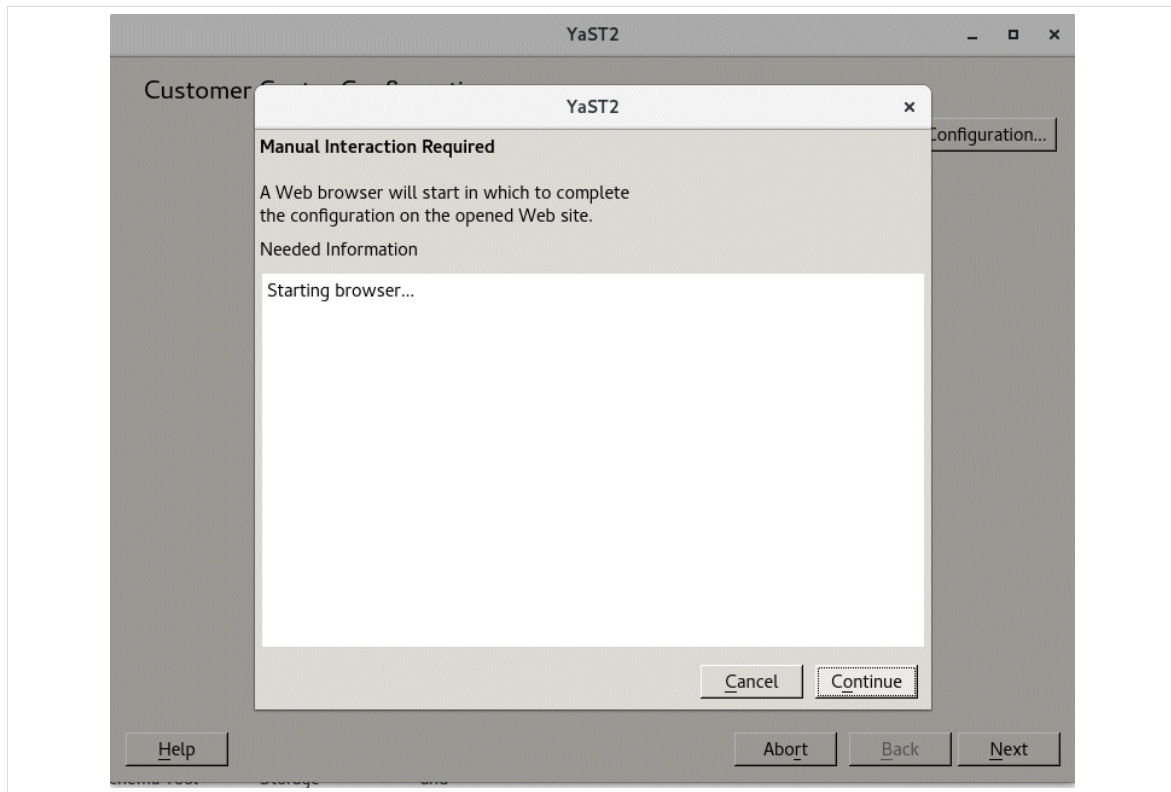 YaST2
Customer
YaST2
Configuration...
Manual Interaction Required
A Web browser will start in which to complete
the configuration on the opened Web site.
Needed Information
Starting browser...
Cancel Continue
Help Abort Back Next